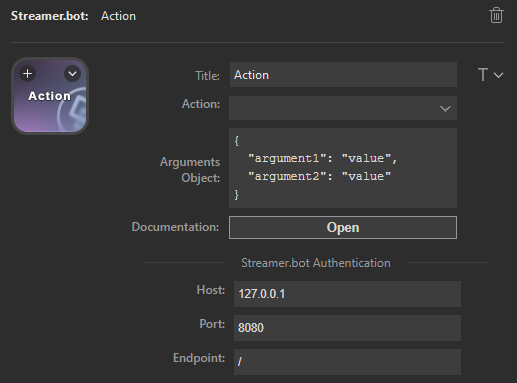 Streamer.bot: Action
Action
Title: Action
T
Action:
Arguments
Object:
{
  "argument1": "value",
  "argument2": "value"
}
Documentation: Open
Streamer.bot Authentication
Host: 127.0.0.1
Port: 8080
Endpoint: /